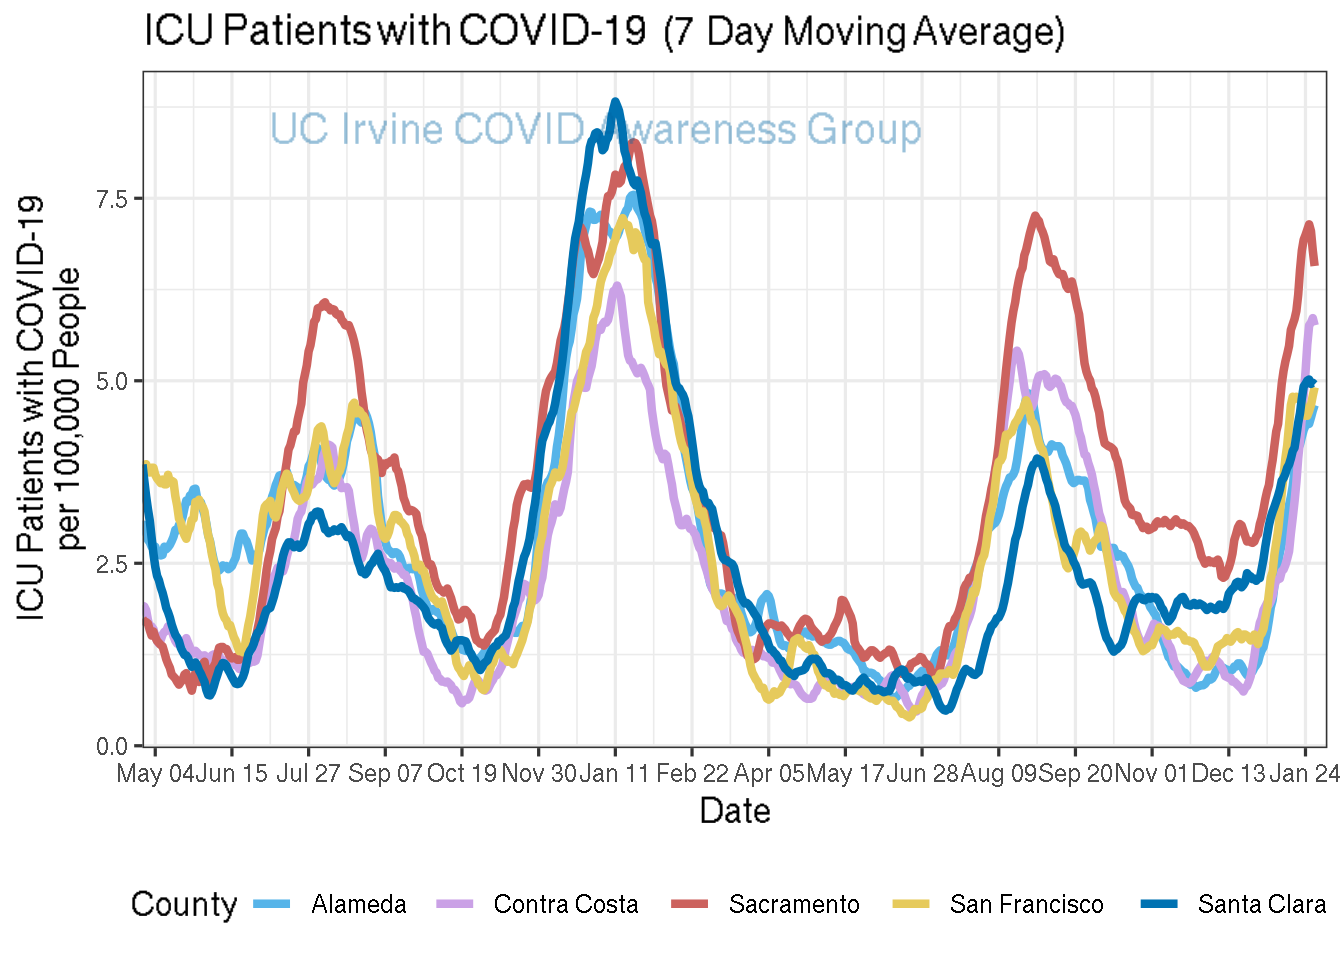 ICU Patients with COVID-19 (7 Day Moving Average)
UC Irvine COVID Awareness Group
ICU Patients with COVID-19
per 100,000 People
7.5
5.0
2.5
0.0
May 04 Jun 15 Jul 27 Sep 07 Oct 19 Nov 30 Jan 11 Feb 22 Apr 05 May 17 Jun 28 Aug 09 Sep 20 Nov 01 Dec 13 Jan 24
Date
County Alameda Contra Costa Sacramento San Francisco Santa Clara